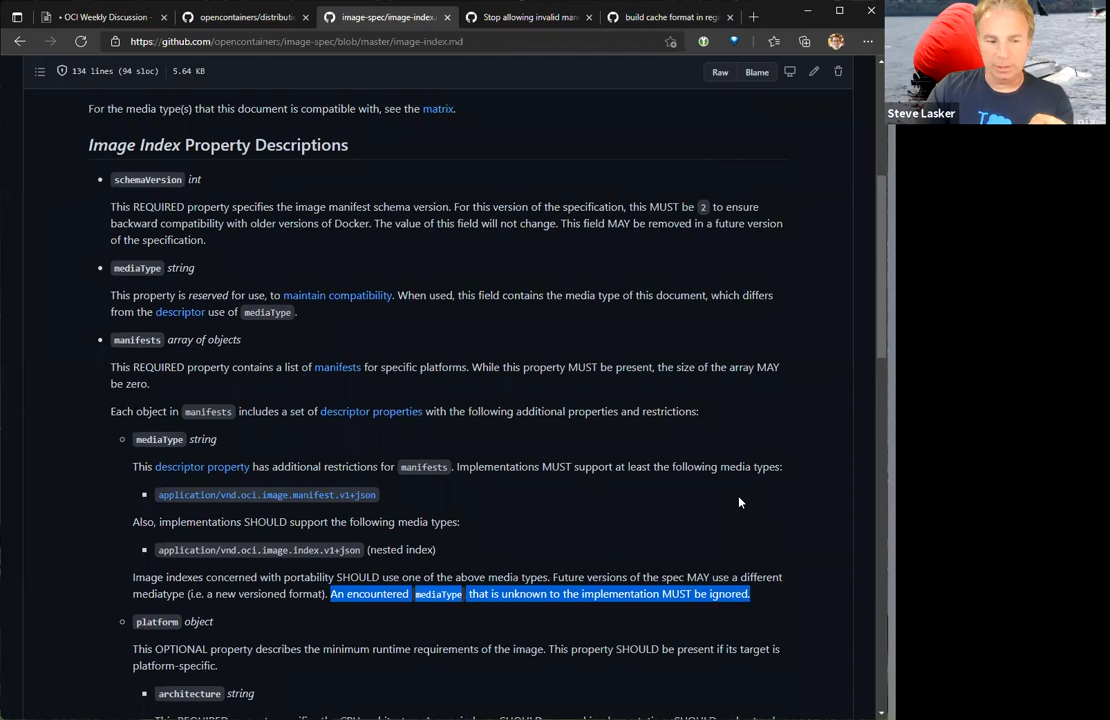 OCI Weekly Discussion -
opencontainers/distributi
image-spec/image-index.
Stop allowing invalid man
build cache format in reg
https://github.com/opencontainers/image-spec/blob/master/image-index.md
134 lines (94 sloc) 5.64 KB
Raw Blame
For the media type(s) that this document is compatible with, see the matrix.
Image Index Property Descriptions
schemaVersion int
This REQUIRED property specifies the image manifest schema version. For this version of the specification, this MUST be 2 to ensure
backward compatibility with older versions of Docker. The value of this field will not change. This field MAY be removed in a future version
of the specification.
mediaType string
This property is reserved for use, to maintain compatibility. When used, this field contains the media type of this document, which differs
from the descriptor use of mediaType.
manifests array of objects
This REQUIRED property contains a list of manifests for specific platforms. While this property MUST be present, the size of the array MAY
be zero.
Each object in manifests includes a set of descriptor properties with the following additional properties and restrictions:
mediaType string
This descriptor property has additional restrictions for manifests. Implementations MUST support at least the following media types:
application/vnd.oci.image.manifest.v1+json
Also, implementations SHOULD support the following media types:
application/vnd.oci.image.index.v1+json (nested index)
Image indexes concerned with portability SHOULD use one of the above media types. Future versions of the spec MAY use a different
mediatype (i.e. a new versioned format). An encountered mediaType that is unknown to the implementation MUST be ignored.
platform object
This OPTIONAL property describes the minimum runtime requirements of the image. This property SHOULD be present if its target is
platform-specific.
architecture string
Steve Lasker